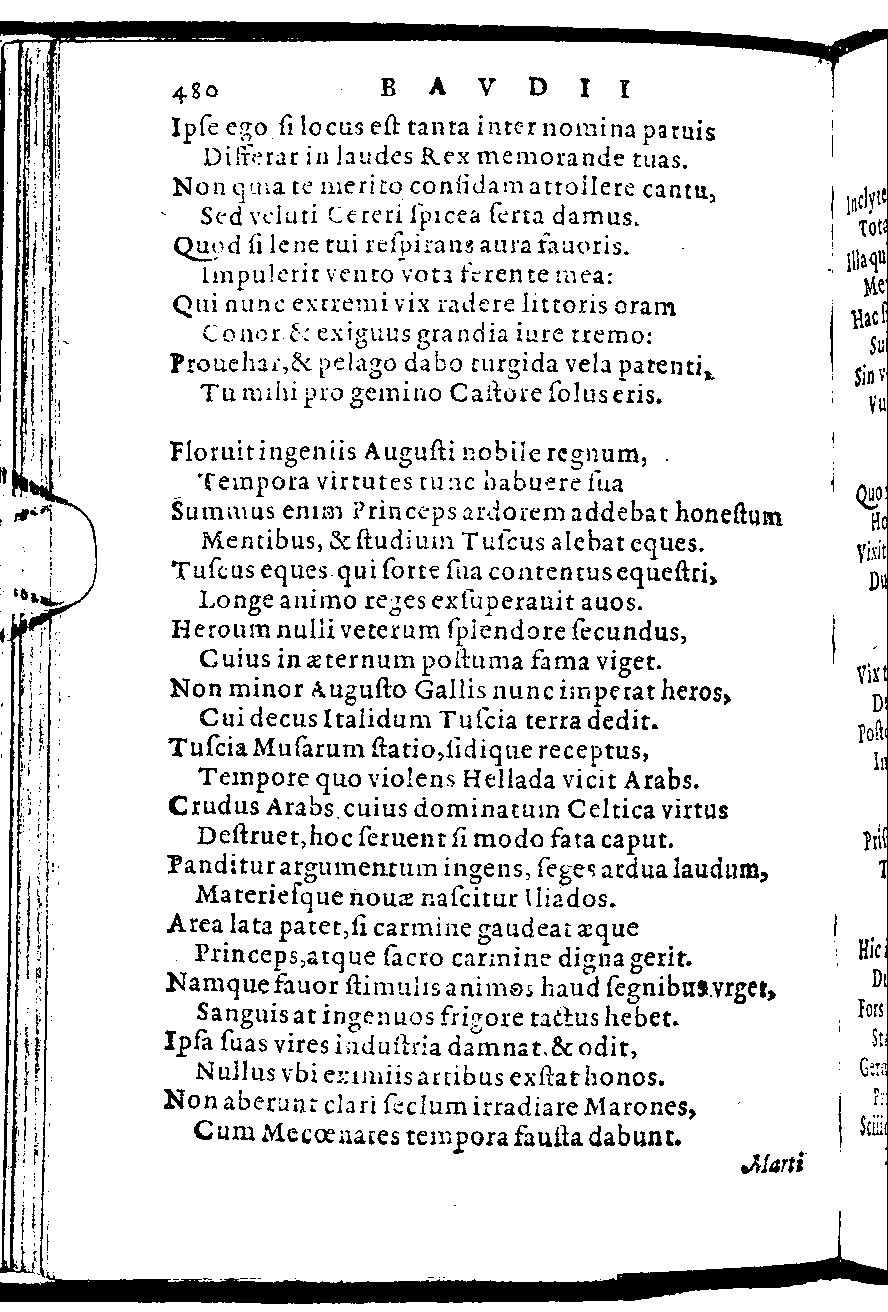 480 B A V D I I
Ipſe ego ſi locus eſt tanta inter nomina paruis
Differar in laudes Rex memorande tuas.
Non quia te merito conſidam attollere cantu,
Sed veluti Cereri ſpicea ſerta damus.
Quod ſi lene tui reſpirans aura fauoris.
Impulerit vento vota ferente mea:
Qui nunc extremi vix radere littoris oram
Conor & exiguus grandia iure tremo:
Prouehar,& pelago dabo turgida vela patenti,
Tu mihi pro gemino Caſtore ſolus eris.
Floruit ingeniis Auguſti nobile regnum,
Tempora virtutes tunc habuere ſua
Summus enim Princeps ardorem addebat honeſtum
Mentibus, & ſtudium Tuſcus alebat eques.
Tuſcus eques qui ſorte ſua contentus equeſtri,
Longe animo reges exſuperauit auos.
Heroum nulli veterum ſplendore ſecundus,
Cuius in æternum poſtuma fama viget.
Non minor Auguſto Gallis nunc imperat heros,
Cui decus Italidum Tuſcia terra dedit.
Tuſcia Muſarum ſtatio,fidique receptus,
Tempore quo violens Hellada vicit Arabs.
Crudus Arabs cuius dominatum Celtica virtus
Deſtruet, hoc ſeruent ſi modo fata caput.
Panditur argumentum ingens, ſeges ardua laudum,
Materieſque nouæ naſcitur Iliados.
Area lata patet, ſi carmine gaudeat æque
Princeps,atque ſacro carmine digna gerit.
Namque fauor ſtimulis animos haud ſegnibus vrget,
Sanguis at ingenuos frigore tactus hebet.
Ipſa ſuas vires induſtria damnat & odit,
Nullus vbi eximiis artibus exſtat honos.
Non aberunt clari ſeclum irradiare Marones,
Cum Mecœnates tempora fauſta dabunt.
Marti
Inclyte
Tota
Illa qu
Hac ſ
Sin v
Vu
Quo
Ho
Vixit
Du
Vix t
Poſt
In
Priſ
Hic i
Du
Fors